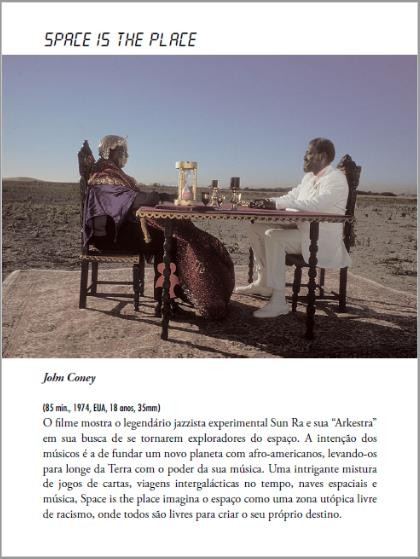 SPACE IS THE PLACE
John Coney
(85 min., 1974, EUA, 18 anos, 35mm)
O filme mostra o legendário jazzista experimental Sun Ra e sua “Arkestra”
em sua busca de se tornarem exploradores do espaço. A intenção dos
músicos é a de fundar um novo planeta com afro-americanos, levando-os
para longe da Terra com o poder da sua música. Uma intrigante mistura
de jogos de cartas, viagens intergalácticas no tempo, naves espaciais e
música, Space is the place imagina o espaço como uma zona utópica livre
de racismo, onde todos são livres para criar o seu próprio destino.